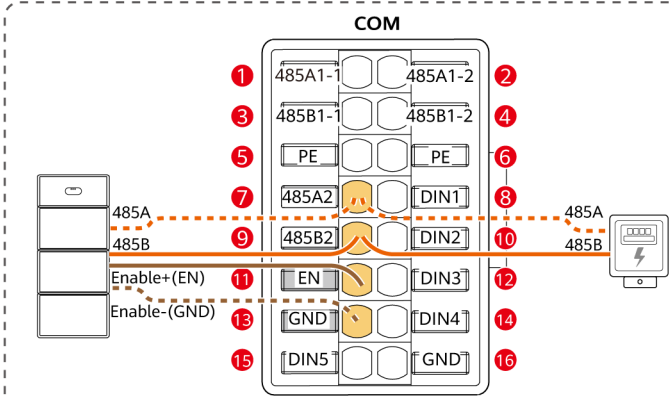 COM
1 485A1-1 485A1-2 2
3 485B1-1 485B1-2 4
5 PE PE 6
7 485A2 DIN1 8
485A 485A
9 485B2 DIN2 10
485B 485B
Enable+(EN)
11 EN DIN3 12
Enable-(GND)
13 GND DIN4 14
15 DIN5 GND 16